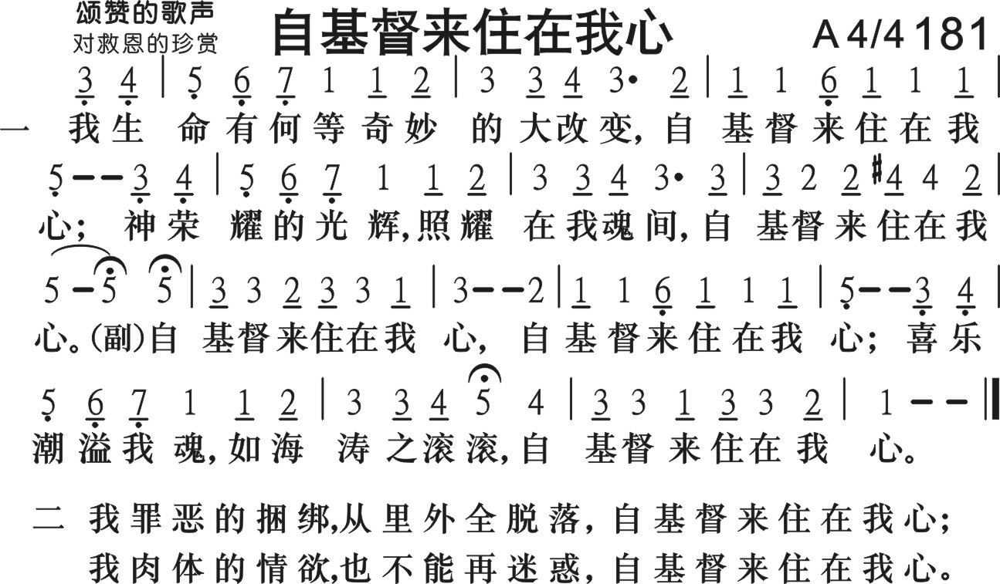 颂赞的歌声
对救恩的珍赏
自基督来住在我心
A 4/4 181
3 4 | 5 6 7 1 1 2 | 3 3 4 3· 2 | 1 1 6 1 1 1 |
一 我生 命有何等奇妙 的大改变, 自 基督来住在我
5 – – 3 4 | 5 6 7 1 1 2 | 3 3 4 3· 3 | 3 2 2 #4 4 2 |
心; 神荣 耀的光辉,照耀 在我魂间, 自 基督来住在我
5 – 5 5 | 3 3 2 3 3 1 | 3 – – 2 | 1 1 6 1 1 1 | 5 – – 3 4 |
心。(副)自 基督来住在我 心, 自 基督来住在我 心; 喜乐
5 6 7 1 1 2 | 3 3 4 5 4 | 3 3 1 3 3 2 | 1 – – |
潮溢我魂,如海 涛之滚滚,自 基督来住在我 心。
二 我罪恶的捆绑,从里外全脱落, 自基督来住在我心;
我肉体的情欲,也不能再迷惑, 自基督来住在我心。